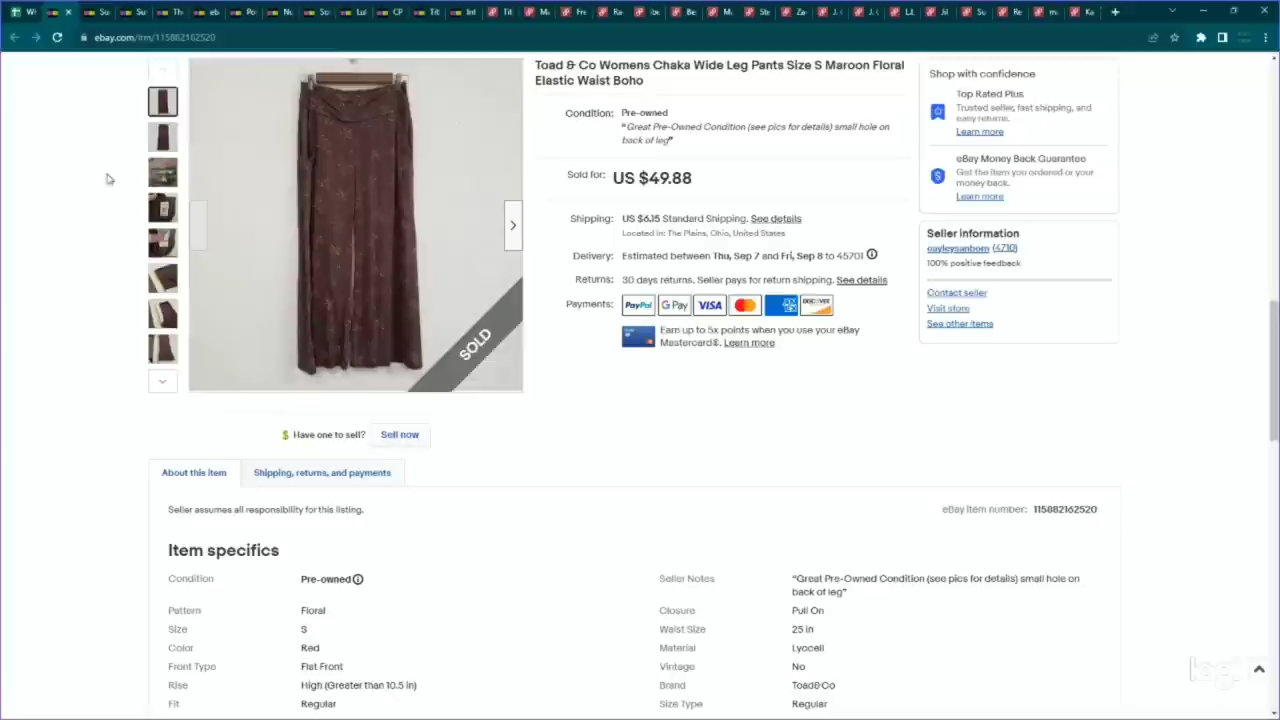 ebay.com/itm/115882162520
Toad & Co Womens Chaka Wide Leg Pants Size S Maroon Floral
Elastic Waist Boho
Condition: Pre-owned
“Great Pre-Owned Condition (see pics for details) small hole on
back of leg”
Sold for: US $49.88
Shipping: US $6.15 Standard Shipping. See details
Located in: The Plains, Ohio, United States
Delivery: Estimated between Thu, Sep 7 and Fri, Sep 8 to 45701
Returns: 30 days returns. Seller pays for return shipping. See details
Payments: PayPal G Pay VISA DISCOVER
Earn up to 5x points when you use your eBay
Mastercard®. Learn more
Shop with confidence
Top Rated Plus
Trusted seller, fast shipping, and
easy returns.
Learn more
eBay Money Back Guarantee
Get the item you ordered or your
money back.
Learn more
Seller information
cayleysanborn (4710)
100% positive feedback
Contact seller
Visit store
See other items
SOLD
Have one to sell? Sell now
About this item
Shipping, returns, and payments
Seller assumes all responsibility for this listing.
eBay item number: 115882162520
Item specifics
Condition Pre-owned
Seller Notes “Great Pre-Owned Condition (see pics for details) small hole on
back of leg”
Pattern Floral
Closure Pull On
Size S
Waist Size 25 in
Color Red
Material Lyocell
Front Type Flat Front
Vintage No
Rise High (Greater than 10.5 in)
Brand Toad&Co
Fit Regular
Size Type Regular